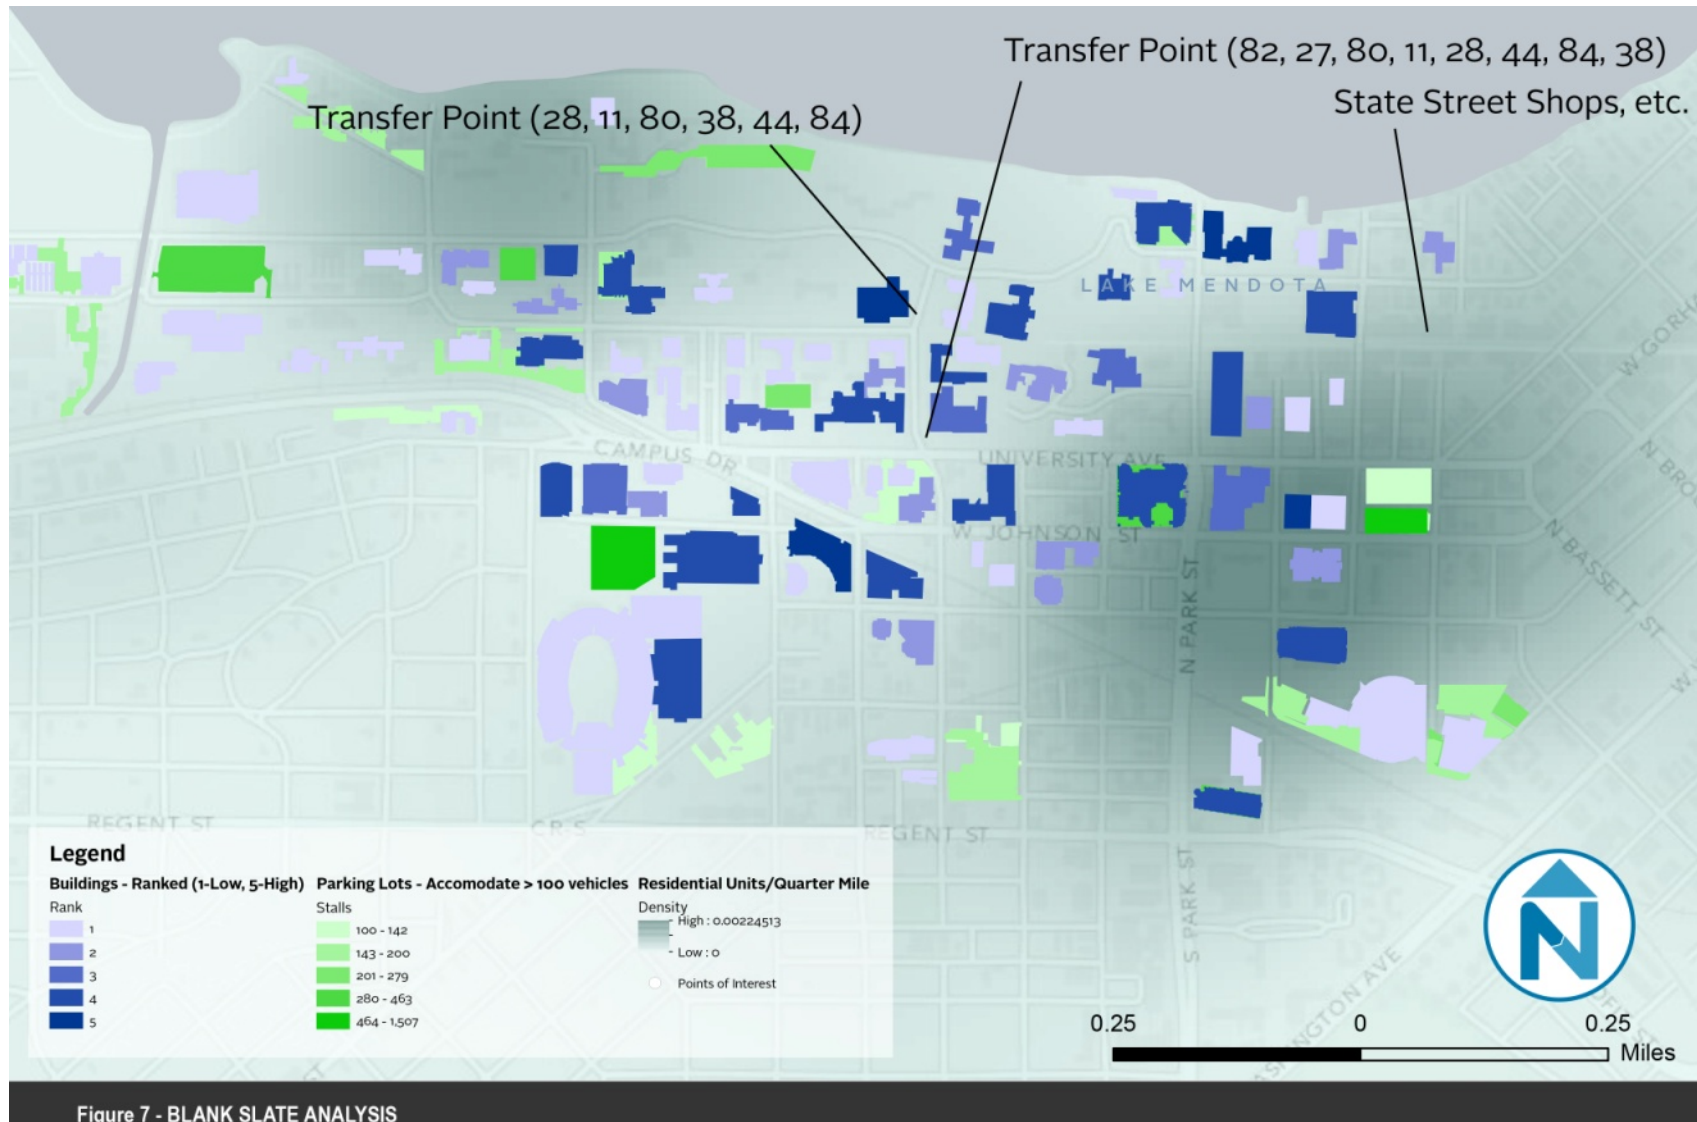 Transfer Point (82, 27, 80, 11, 28, 44, 84, 38)
State Street Shops, etc.
Transfer Point (28, 11, 80, 38, 44, 84)
LAKE MENDOTA
CAMPUS DR
UNIVERSITY AVE
W JOHNSON ST
N PARK ST
N BASSETT ST
REGENT ST
CR-S
REGENT ST
S PARK ST
Legend
Buildings - Ranked (1-Low, 5-High)
Rank
1
2
3
4
5
Parking Lots - Accomodate > 100 vehicles
Stalls
100 - 142
143 - 200
201 - 279
280 - 463
464 - 1,507
Residential Units/Quarter Mile
Density
High : 0.00224513
Low : 0
Points of Interest
N
0.25 0 0.25
Miles
Figure 7 - BLANK SLATE ANALYSIS